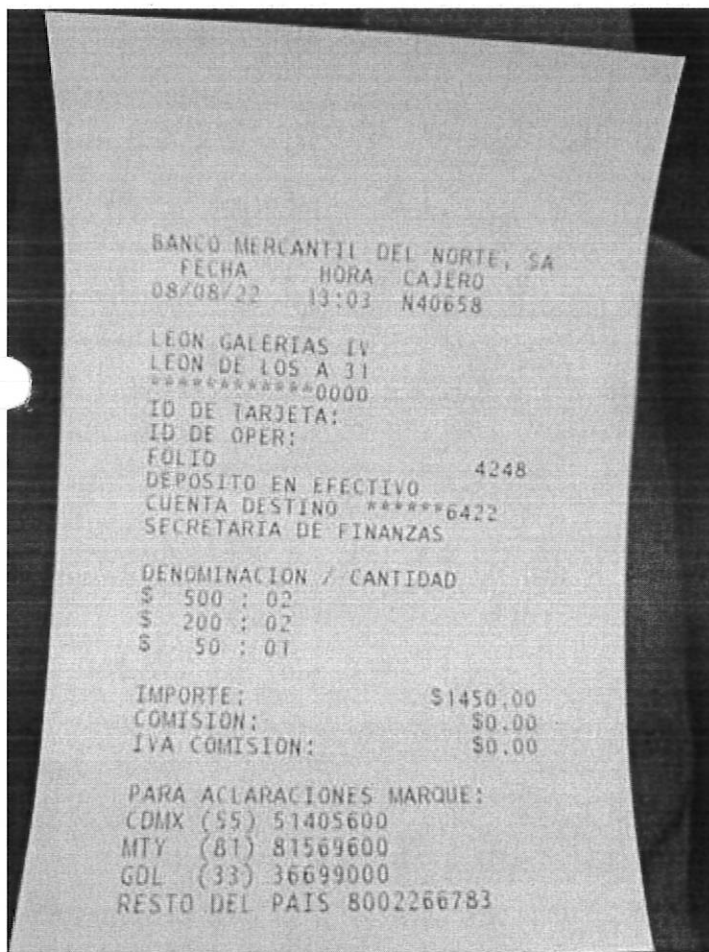 BANCO MERCANTIL DEL NORTE, SA
FECHA HORA CAJERO
08/08/22 13:03 N40658
LEON GALERIAS IV
LEON DE LOS A 31
************0000
ID DE TARJETA:
ID DE OPER:
FOLIO 4248
DEPOSITO EN EFECTIVO
CUENTA DESTINO ******6422
SECRETARIA DE FINANZAS
DENOMINACION / CANTIDAD
$ 500 : 02
$ 200 : 02
$ 50 : 01
IMPORTE: $1450.00
COMISION: $0.00
IVA COMISION: $0.00
PARA ACLARACIONES MARQUE:
CDMX (55) 51405600
MTY (81) 81569600
GDL (33) 36699000
RESTO DEL PAIS 8002266783